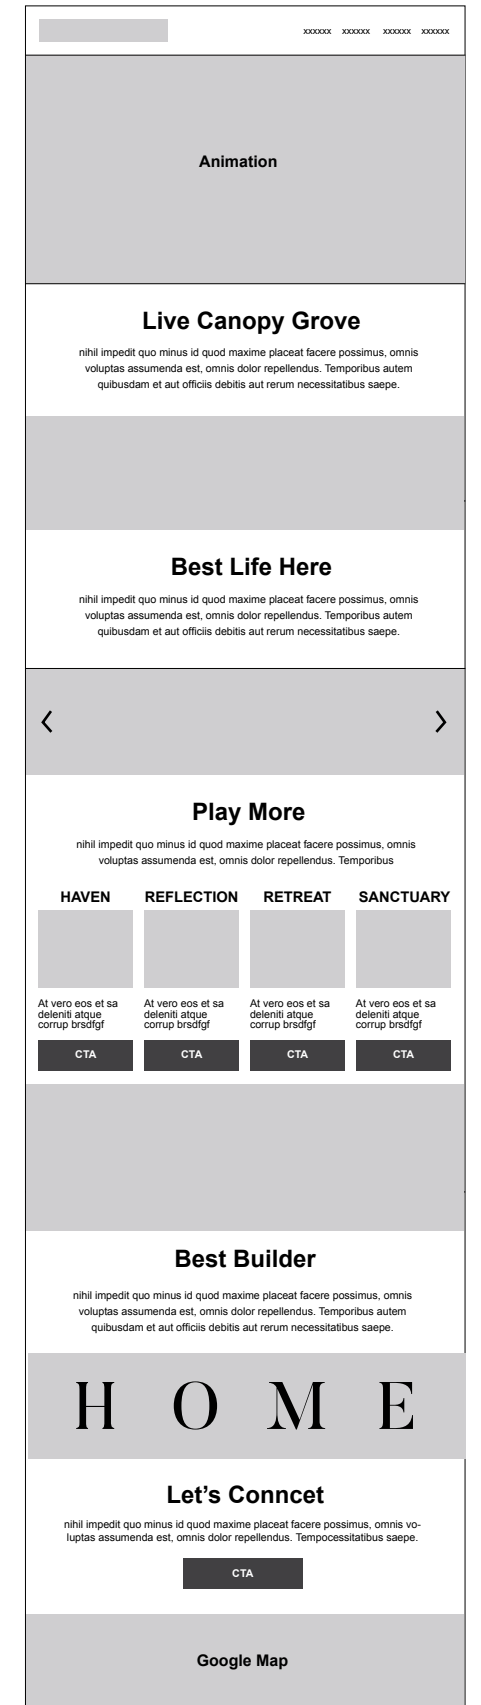 xxxxxx xxxxxx xxxxxx xxxxxx
Animation
Live Canopy Grove
nihil impedit quo minus id quod maxime placeat facere possimus, omnis
voluptas assumenda est, omnis dolor repellendus. Temporibus autem
quibusdam et aut officiis debitis aut rerum necessitatibus saepe.
Best Life Here
nihil impedit quo minus id quod maxime placeat facere possimus, omnis
voluptas assumenda est, omnis dolor repellendus. Temporibus autem
quibusdam et aut officiis debitis aut rerum necessitatibus saepe.
Play More
nihil impedit quo minus id quod maxime placeat facere possimus, omnis
voluptas assumenda est, omnis dolor repellendus. Temporibus
HAVEN
At vero eos et sa
deleniti atque
corrup brsdfgf
CTA
REFLECTION
At vero eos et sa
deleniti atque
corrup brsdfgf
CTA
RETREAT
At vero eos et sa
deleniti atque
corrup brsdfgf
CTA
SANCTUARY
At vero eos et sa
deleniti atque
corrup brsdfgf
CTA
Best Builder
nihil impedit quo minus id quod maxime placeat facere possimus, omnis
voluptas assumenda est, omnis dolor repellendus. Temporibus autem
quibusdam et aut officiis debitis aut rerum necessitatibus saepe.
H O M E
Let’s Conncet
nihil impedit quo minus id quod maxime placeat facere possimus, omnis vo-
luptas assumenda est, omnis dolor repellendus. Tempocessitatibus saepe.
CTA
Google Map